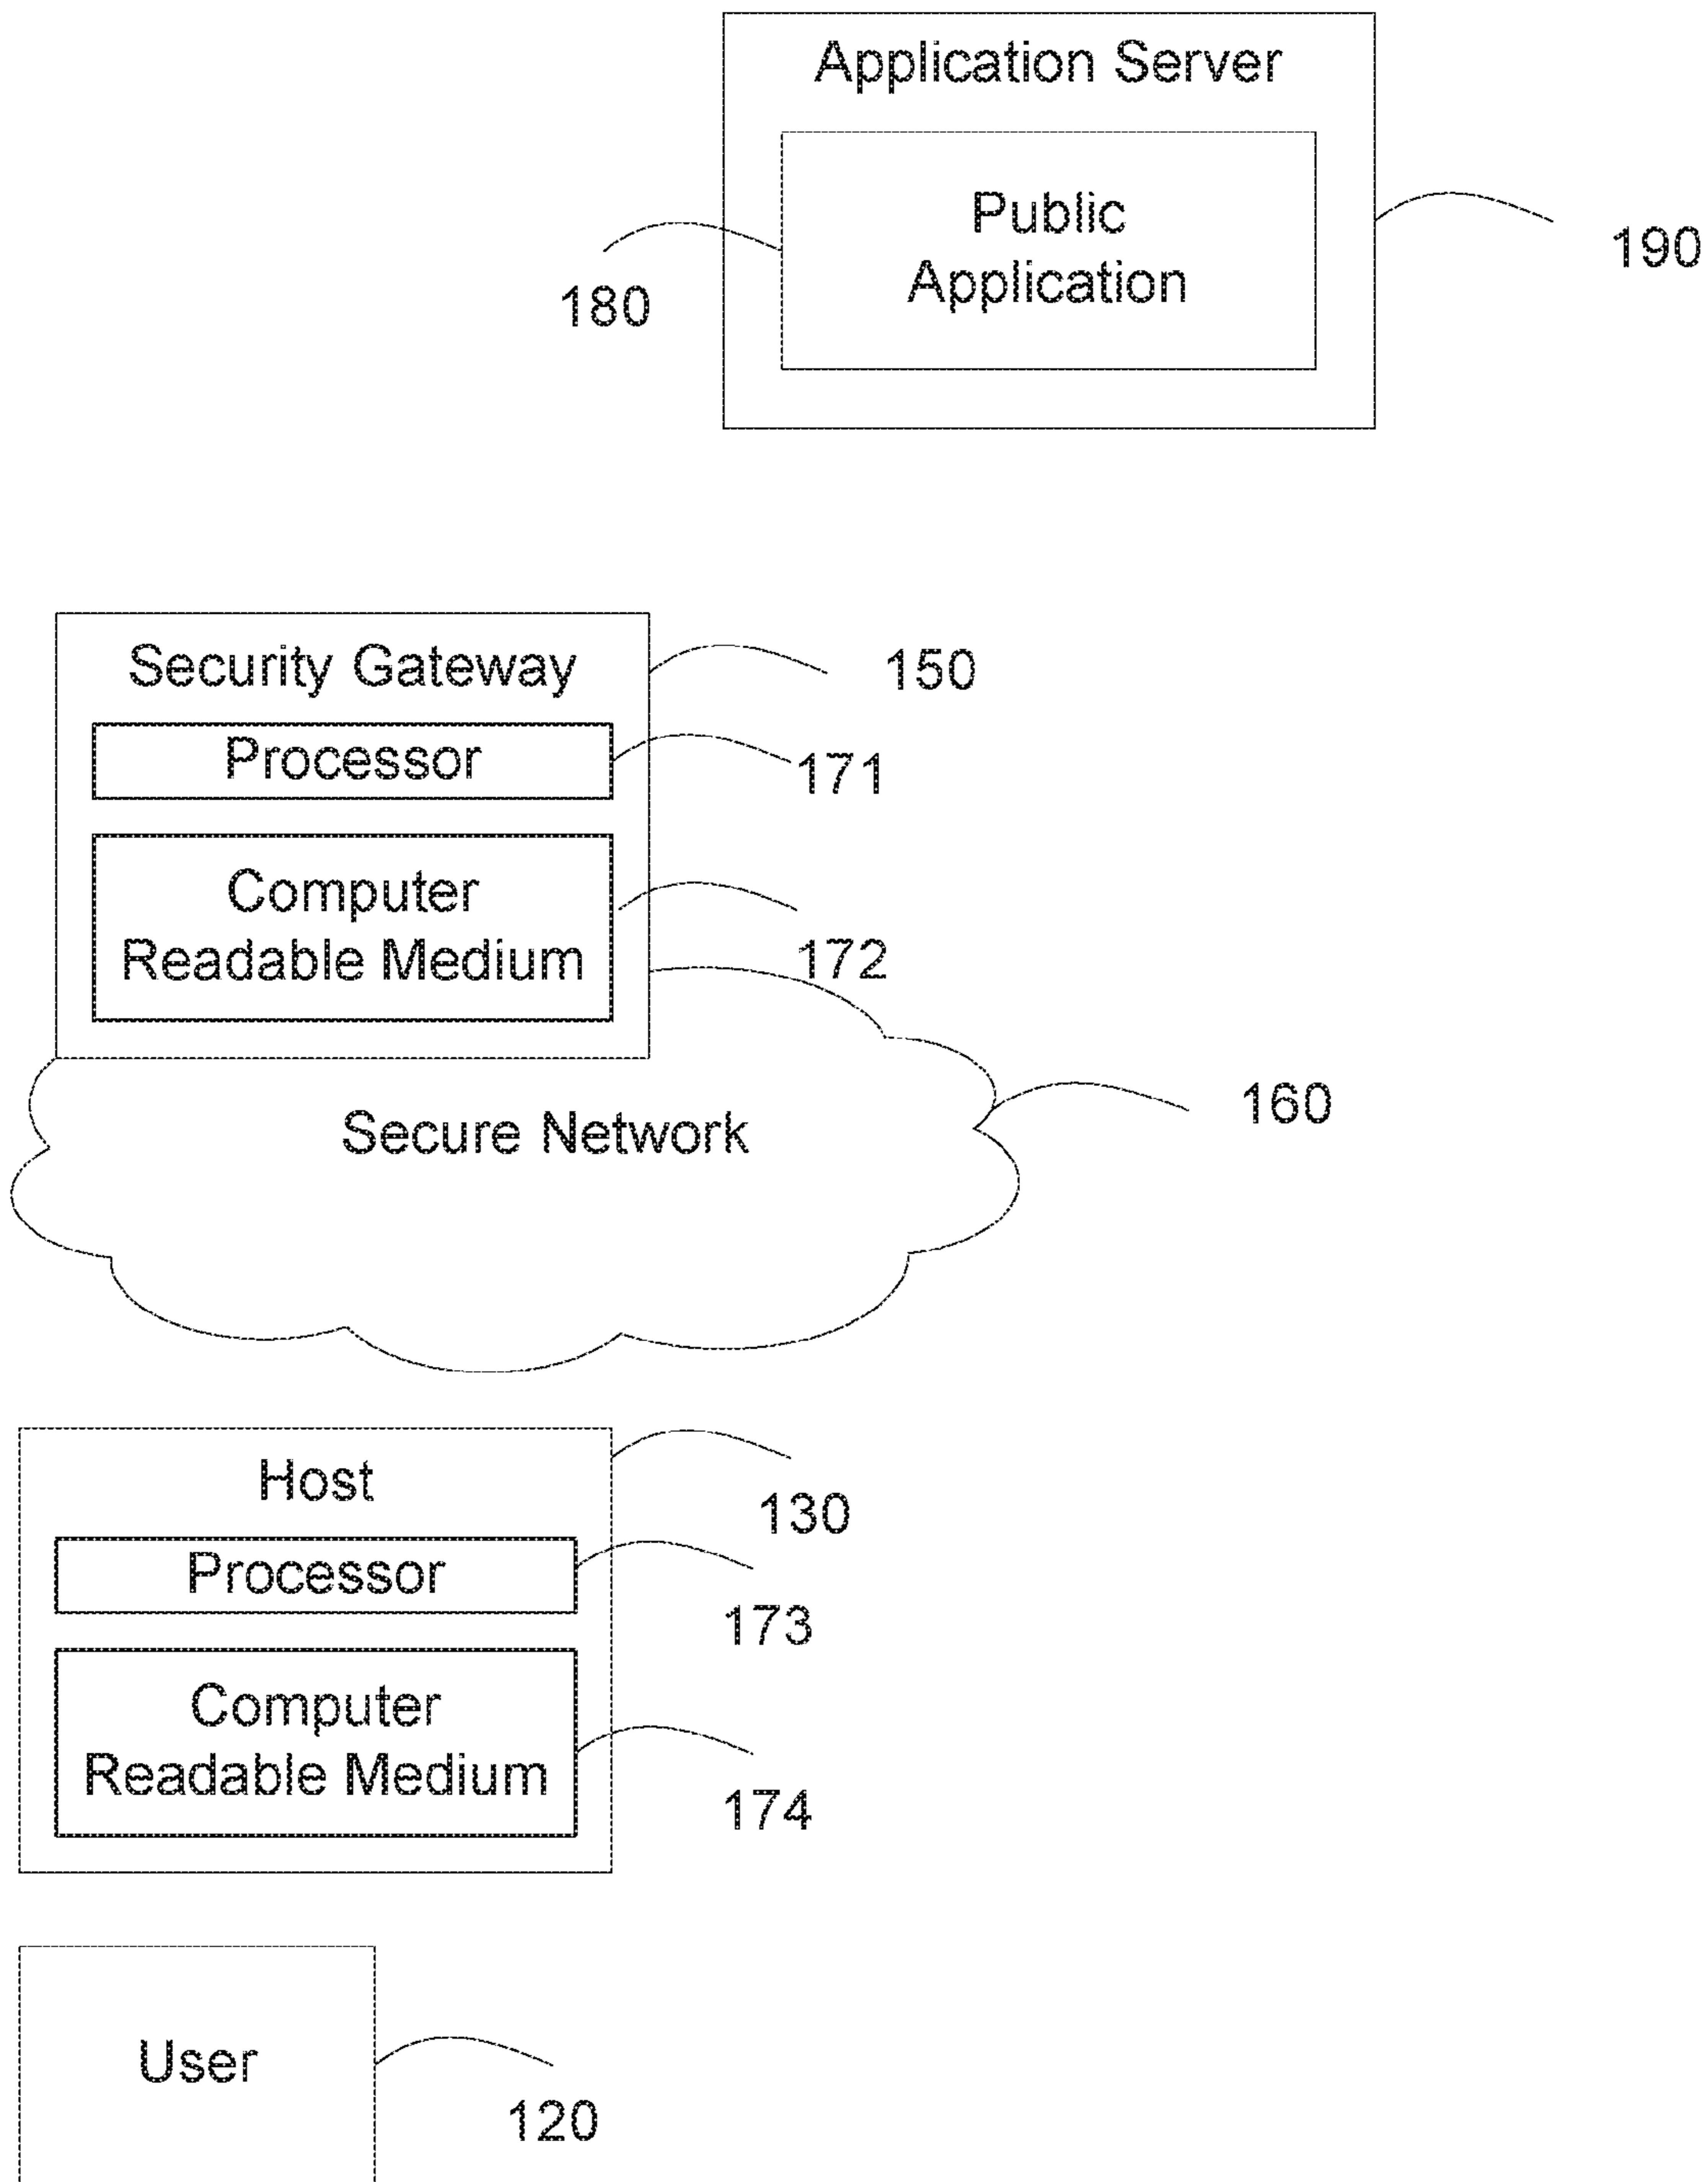 Application Server
Public
Application
190
180
Security Gateway
150
Processor
171
Computer
Readable Medium
172
Secure Network
160
Host
130
Processor
173
Computer
Readable Medium
174
User
120